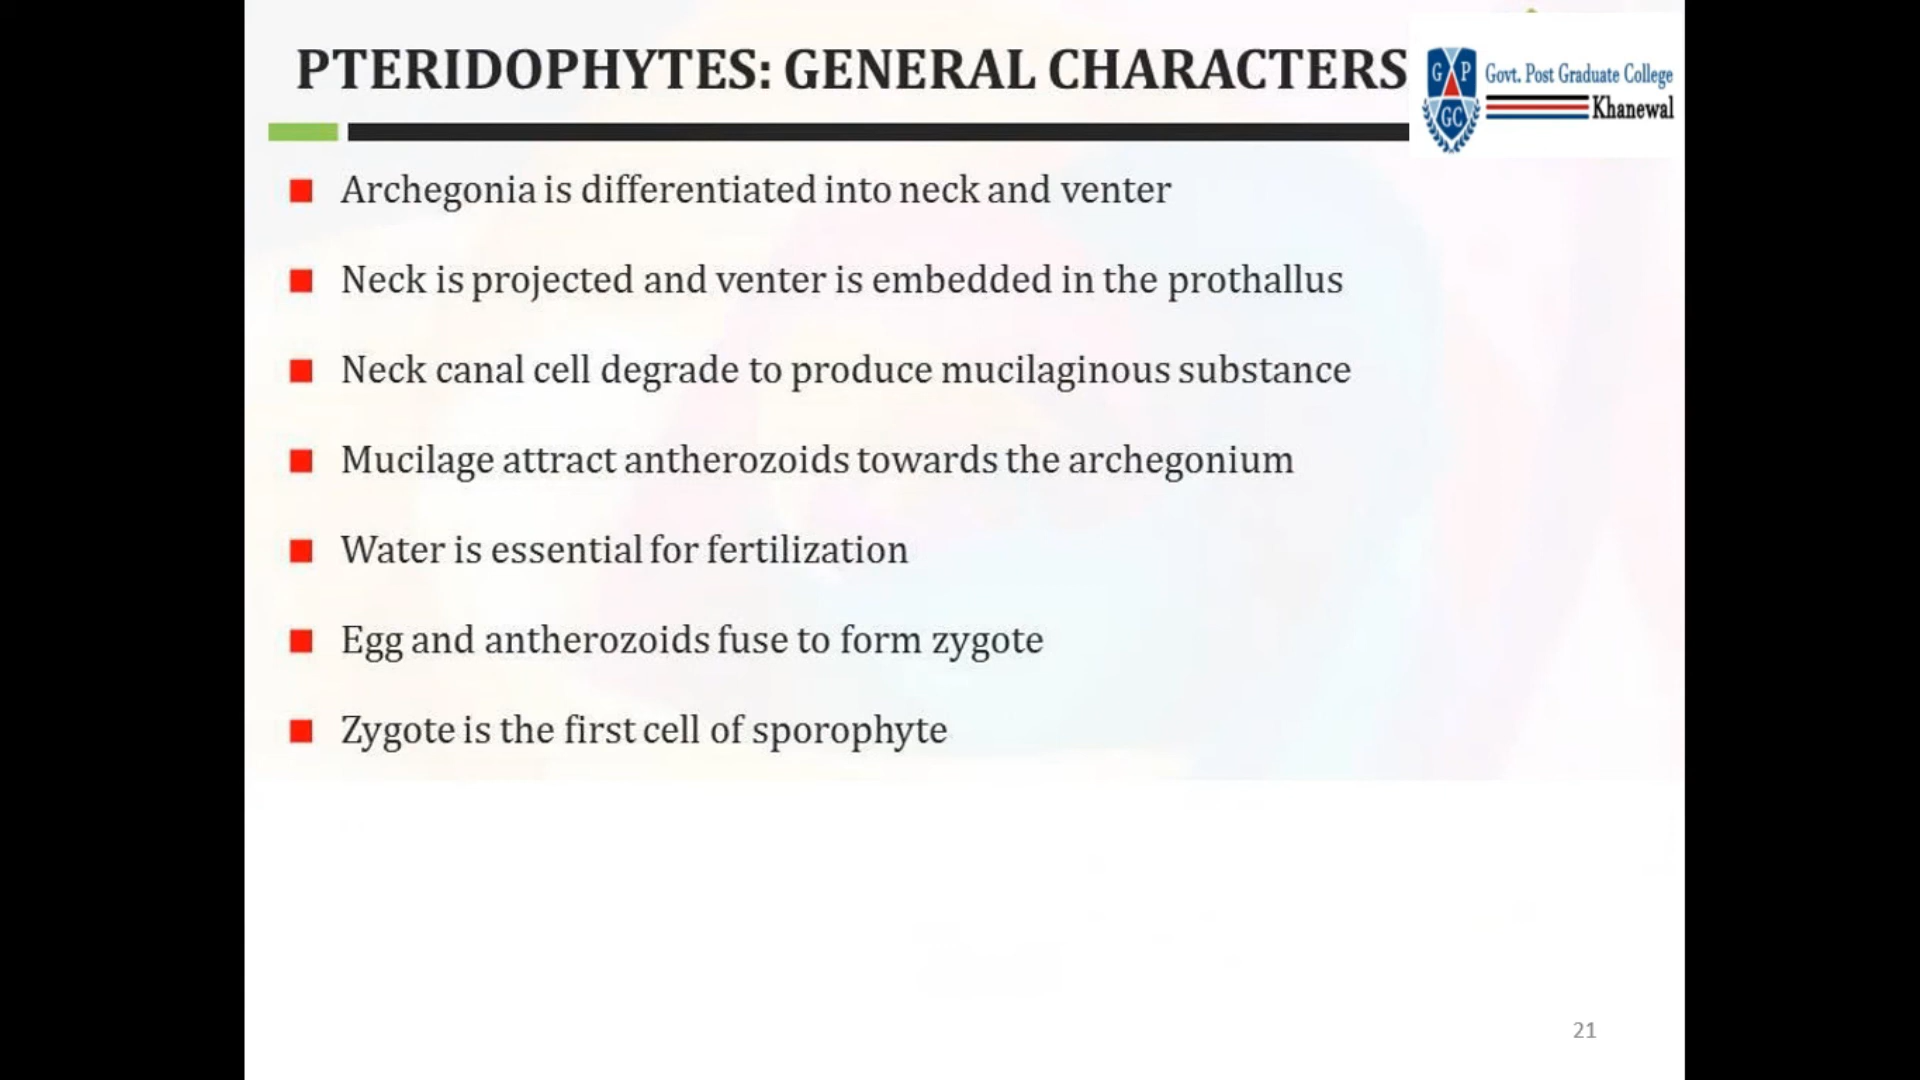 PTERIDOPHYTES: GENERAL CHARACTERS
G P
GC
Govt. Post Graduate College
Khanewal
Archegonia is differentiated into neck and venter
Neck is projected and venter is embedded in the prothallus
Neck canal cell degrade to produce mucilaginous substance
Mucilage attract antherozoids towards the archegonium
Water is essential for fertilization
Egg and antherozoids fuse to form zygote
Zygote is the first cell of sporophyte
21